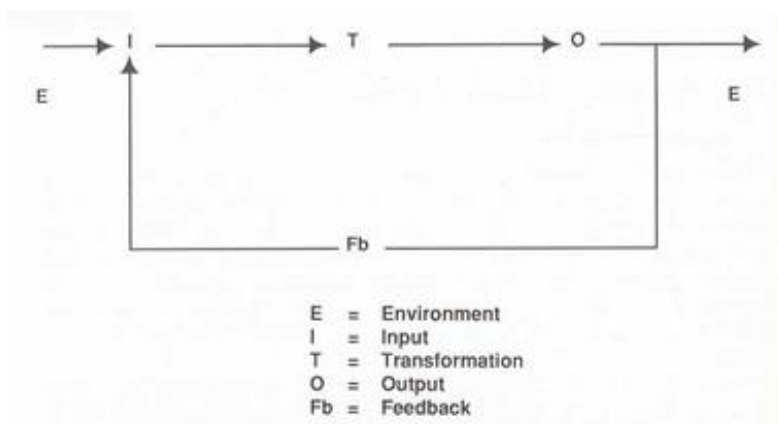 I T O
E E
Fb
E = Environment
I = Input
T = Transformation
O = Output
Fb = Feedback